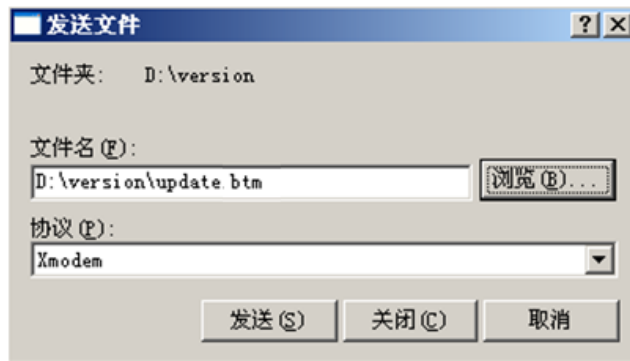 发送文件
文件夹: D:\version
文件名(F):
D:\version\update.btm
浏览(B)...
协议(P):
Xmodem
发送(S) 关闭(C) 取消